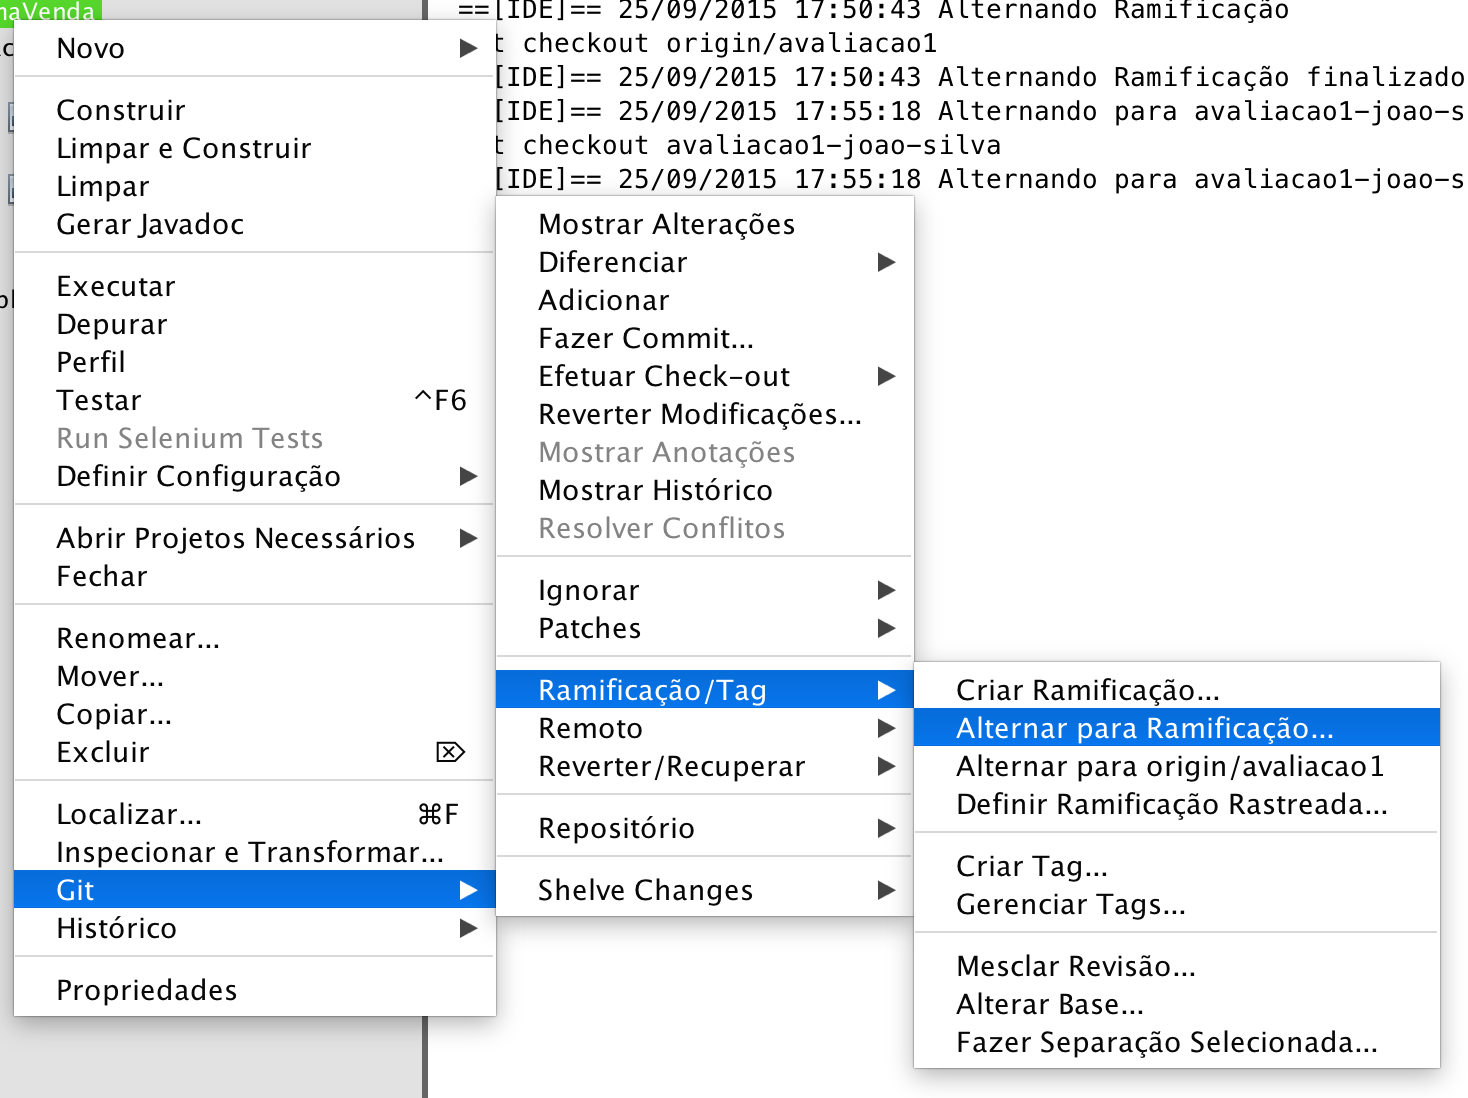 maVenda
==[IDE]== 25/09/2015 17:50:43 Alternando Ramificação
t checkout origin/avaliacao1
[IDE]== 25/09/2015 17:50:43 Alternando Ramificação finalizado
[IDE]== 25/09/2015 17:55:18 Alternando para avaliacao1-joao-s
t checkout avaliacao1-joao-silva
[IDE]== 25/09/2015 17:55:18 Alternando para avaliacao1-joao-s
Novo
Construir
Limpar e Construir
Limpar
Gerar Javadoc
Executar
Depurar
Perfil
Testar ^F6
Run Selenium Tests
Definir Configuração
Abrir Projetos Necessários
Fechar
Renomear...
Mover...
Copiar...
Excluir ⌦
Localizar... ⌘F
Inspecionar e Transformar...
Git
Histórico
Propriedades
Mostrar Alterações
Diferenciar
Adicionar
Fazer Commit...
Efetuar Check-out
Reverter Modificações...
Mostrar Anotações
Mostrar Histórico
Resolver Conflitos
Ignorar
Patches
Ramificação/Tag
Remoto
Reverter/Recuperar
Repositório
Shelve Changes
Criar Ramificação...
Alternar para Ramificação...
Alternar para origin/avaliacao1
Definir Ramificação Rastreada...
Criar Tag...
Gerenciar Tags...
Mesclar Revisão...
Alterar Base...
Fazer Separação Selecionada...